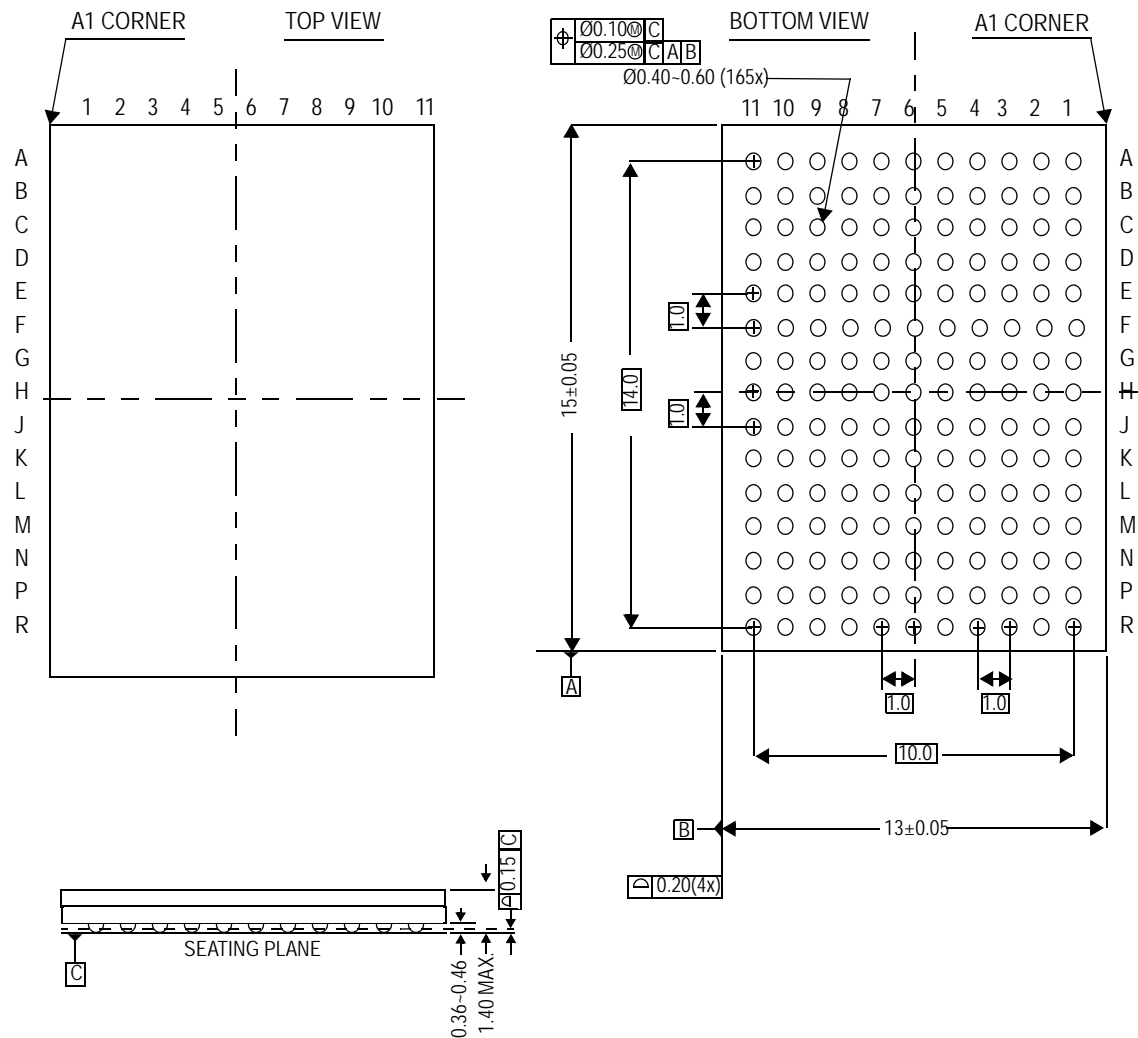 A1 CORNER
TOP VIEW
1 2 3 4 5 6 7 8 9 10 11
A
B
C
D
E
F
G
H
J
K
L
M
N
P
R
Ø0.10Ⓜ C
Ø0.25Ⓜ C A B
BOTTOM VIEW
A1 CORNER
Ø0.40~0.60 (165x)
11 10 9 8 7 6 5 4 3 2 1
A
B
C
D
E
F
G
H
J
K
L
M
N
P
R
1.0
15±0.05
14.0
1.0
A
1.0
1.0
10.0
B
13±0.05
0.20(4x)
0.15 C
SEATING PLANE
C
0.36~0.46
1.40 MAX.